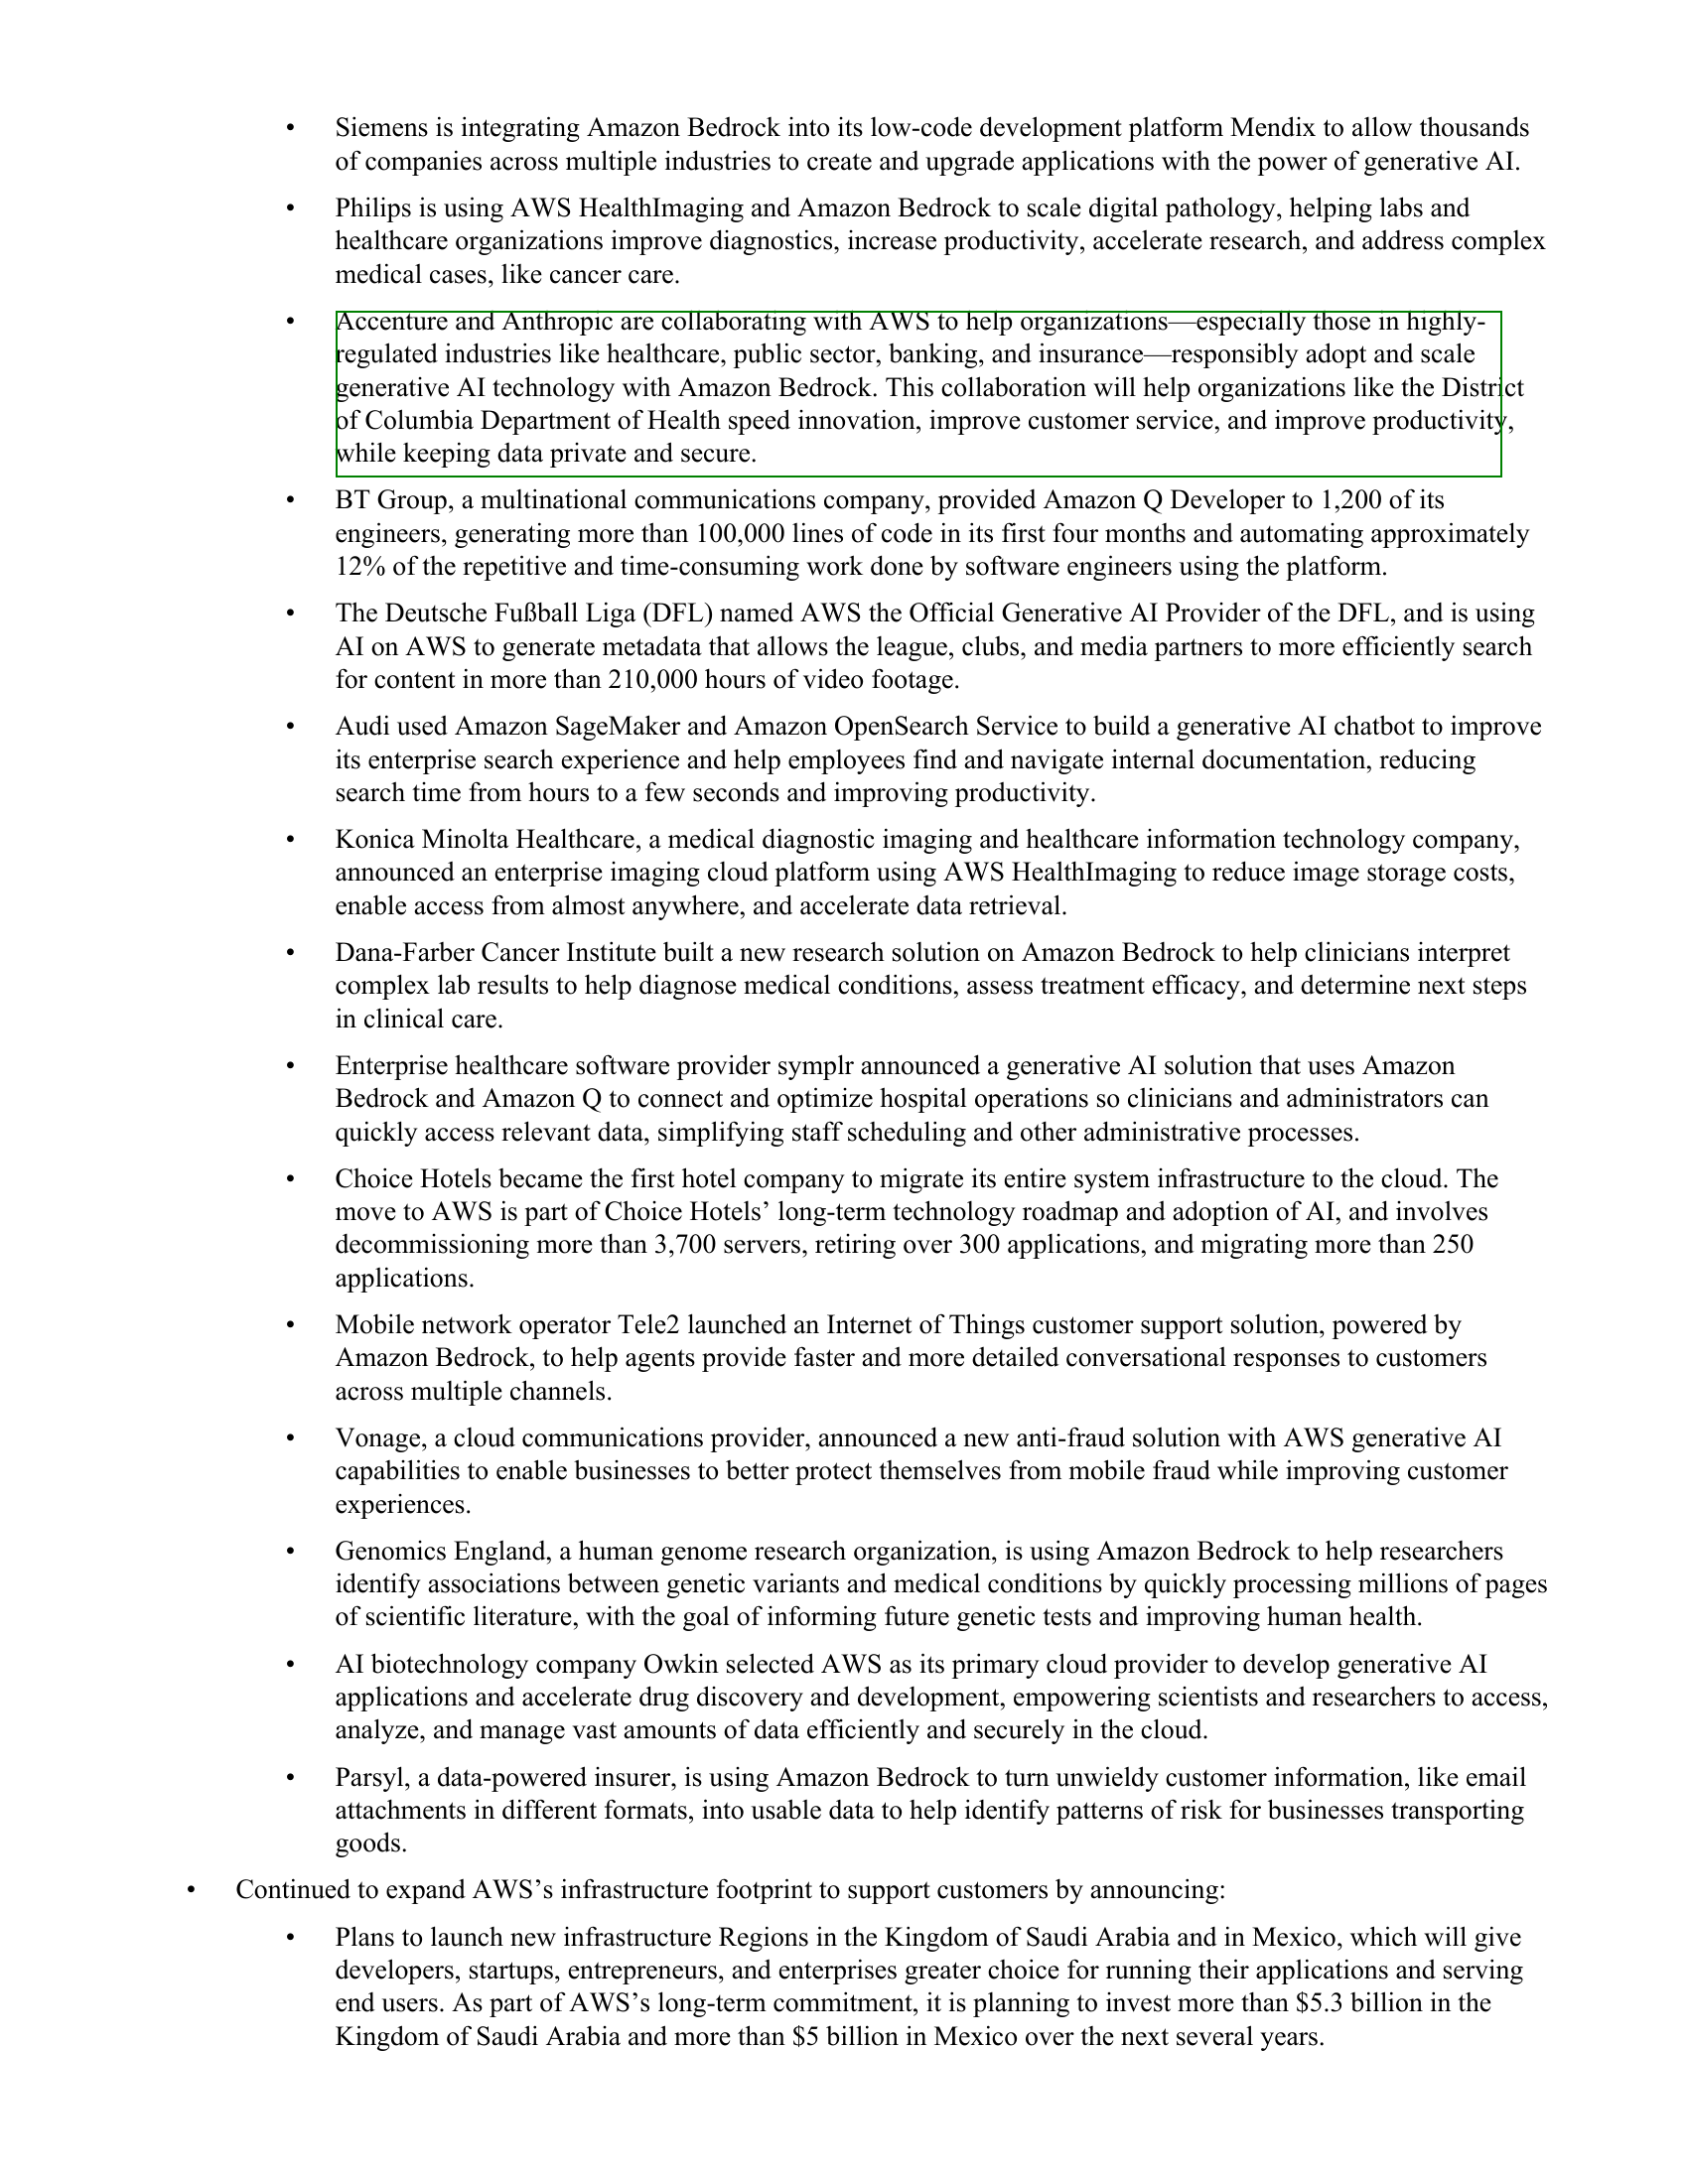 • Siemens is integrating Amazon Bedrock into its low-code development platform Mendix to allow thousands
of companies across multiple industries to create and upgrade applications with the power of generative AI.
• Philips is using AWS HealthImaging and Amazon Bedrock to scale digital pathology, helping labs and
healthcare organizations improve diagnostics, increase productivity, accelerate research, and address complex
medical cases, like cancer care.
• Accenture and Anthropic are collaborating with AWS to help organizations—especially those in highly-
regulated industries like healthcare, public sector, banking, and insurance—responsibly adopt and scale
generative AI technology with Amazon Bedrock. This collaboration will help organizations like the District
of Columbia Department of Health speed innovation, improve customer service, and improve productivity,
while keeping data private and secure.
• BT Group, a multinational communications company, provided Amazon Q Developer to 1,200 of its
engineers, generating more than 100,000 lines of code in its first four months and automating approximately
12% of the repetitive and time-consuming work done by software engineers using the platform.
• The Deutsche Fußball Liga (DFL) named AWS the Official Generative AI Provider of the DFL, and is using
AI on AWS to generate metadata that allows the league, clubs, and media partners to more efficiently search
for content in more than 210,000 hours of video footage.
• Audi used Amazon SageMaker and Amazon OpenSearch Service to build a generative AI chatbot to improve
its enterprise search experience and help employees find and navigate internal documentation, reducing
search time from hours to a few seconds and improving productivity.
• Konica Minolta Healthcare, a medical diagnostic imaging and healthcare information technology company,
announced an enterprise imaging cloud platform using AWS HealthImaging to reduce image storage costs,
enable access from almost anywhere, and accelerate data retrieval.
• Dana-Farber Cancer Institute built a new research solution on Amazon Bedrock to help clinicians interpret
complex lab results to help diagnose medical conditions, assess treatment efficacy, and determine next steps
in clinical care.
• Enterprise healthcare software provider symplr announced a generative AI solution that uses Amazon
Bedrock and Amazon Q to connect and optimize hospital operations so clinicians and administrators can
quickly access relevant data, simplifying staff scheduling and other administrative processes.
• Choice Hotels became the first hotel company to migrate its entire system infrastructure to the cloud. The
move to AWS is part of Choice Hotels’ long-term technology roadmap and adoption of AI, and involves
decommissioning more than 3,700 servers, retiring over 300 applications, and migrating more than 250
applications.
• Mobile network operator Tele2 launched an Internet of Things customer support solution, powered by
Amazon Bedrock, to help agents provide faster and more detailed conversational responses to customers
across multiple channels.
• Vonage, a cloud communications provider, announced a new anti-fraud solution with AWS generative AI
capabilities to enable businesses to better protect themselves from mobile fraud while improving customer
experiences.
• Genomics England, a human genome research organization, is using Amazon Bedrock to help researchers
identify associations between genetic variants and medical conditions by quickly processing millions of pages
of scientific literature, with the goal of informing future genetic tests and improving human health.
• AI biotechnology company Owkin selected AWS as its primary cloud provider to develop generative AI
applications and accelerate drug discovery and development, empowering scientists and researchers to access,
analyze, and manage vast amounts of data efficiently and securely in the cloud.
• Parsyl, a data-powered insurer, is using Amazon Bedrock to turn unwieldy customer information, like email
attachments in different formats, into usable data to help identify patterns of risk for businesses transporting
goods.
• Continued to expand AWS’s infrastructure footprint to support customers by announcing:
• Plans to launch new infrastructure Regions in the Kingdom of Saudi Arabia and in Mexico, which will give
developers, startups, entrepreneurs, and enterprises greater choice for running their applications and serving
end users. As part of AWS’s long-term commitment, it is planning to invest more than $5.3 billion in the
Kingdom of Saudi Arabia and more than $5 billion in Mexico over the next several years.